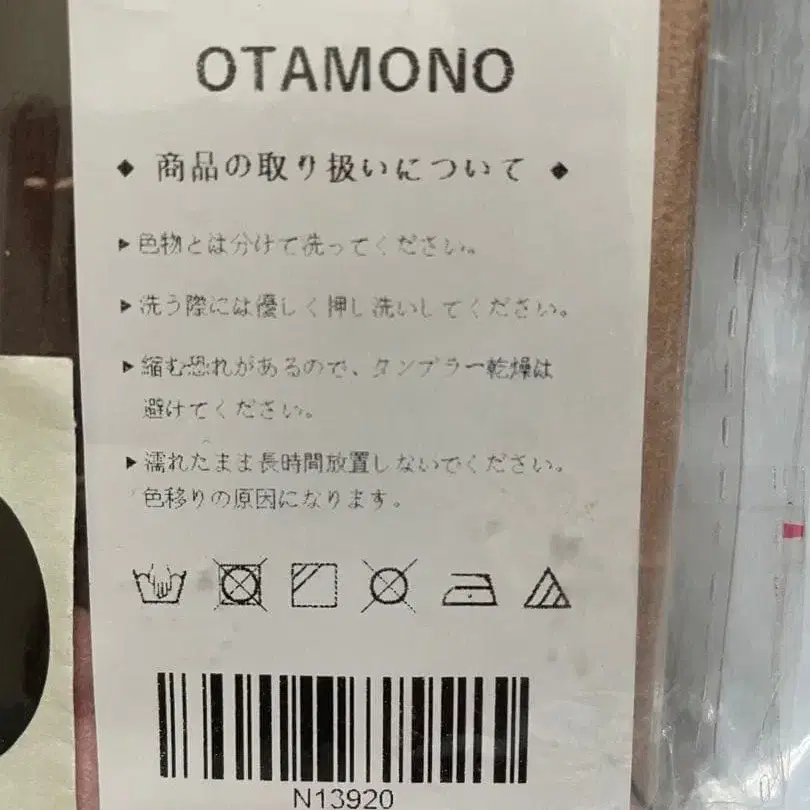 OTAMONO
◆ 商品の取り扱いについて ◆
▶色物とは分けて洗ってください。
▶洗う際には優しく押し洗いしてください。
▶縮む恐れがあるので、タンブラー乾燥は
避けてください。
▶濡れたまま長時間放置しないでください。
色移りの原因になります。
N13920